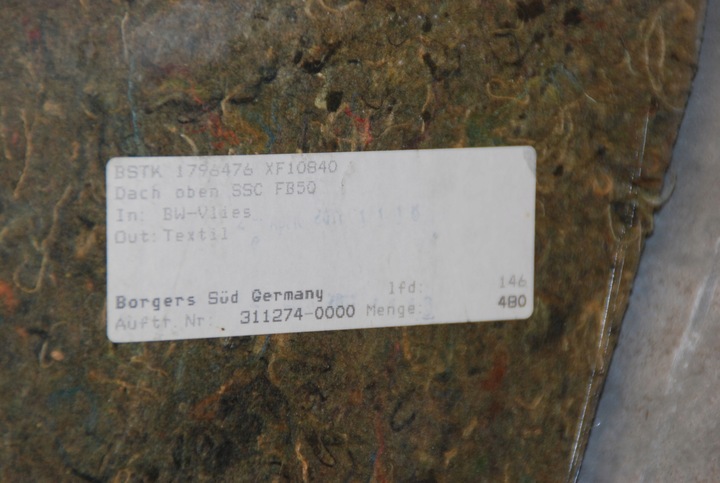 BSTK 1796476 XF10840
Dach oben SSC FB50
In: BW-Vlies
Out: Textil
Borgers Süd Germany lfd: 146
Auftr Nr: 311274-0000 Menge: 480